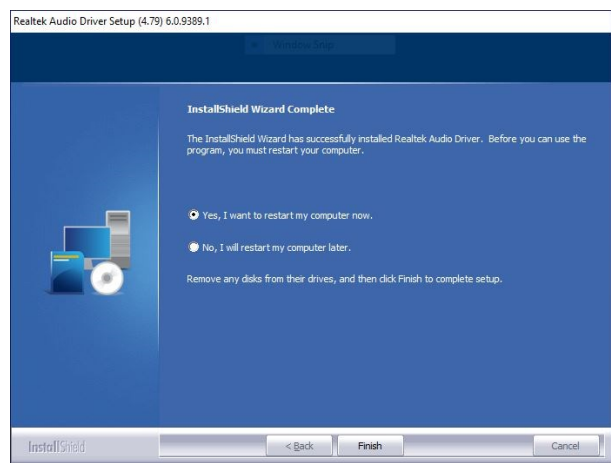 Realtek Audio Driver Setup (4.79) 6.0.9389.1
Window Snip
InstallShield Wizard Complete
The InstallShield Wizard has successfully installed Realtek Audio Driver. Before you can use the
program, you must restart your computer.
Yes, I want to restart my computer now.
No, I will restart my computer later.
Remove any disks from their drives, and then click Finish to complete setup.
InstallShield
< Back
Finish
Cancel